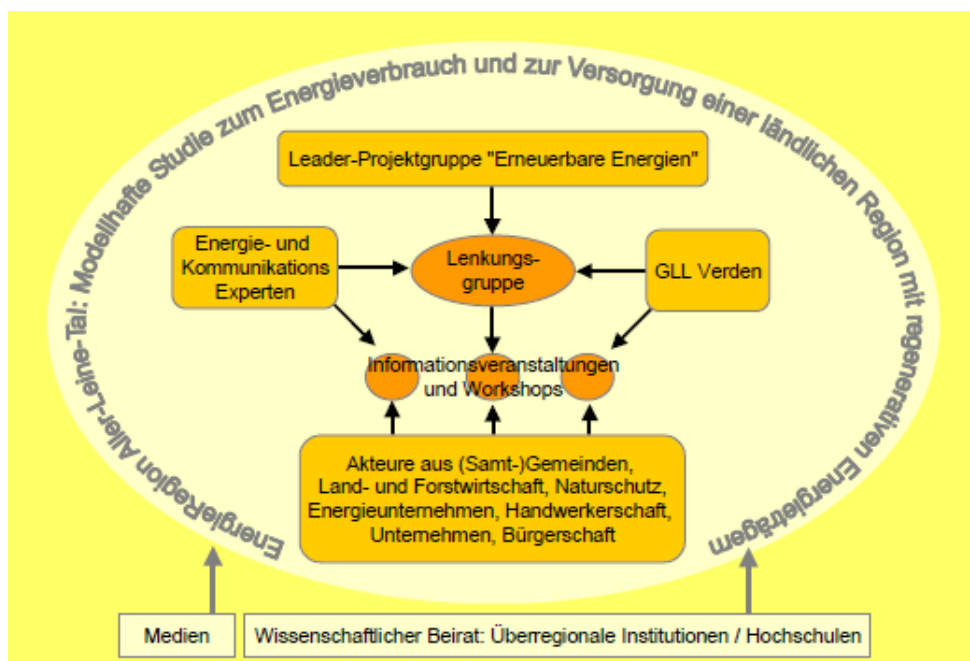 EnergieRegion Aller-Leine-Tal: Modellhafte Studie zum Energieverbrauch und zur Versorgung einer ländlichen Region mit regenerativen Energieträgern
Leader-Projektgruppe "Erneuerbare Energien"
Energie- und
Kommunikations
Experten
Lenkungs-
gruppe
GLL Verden
Informationsveranstaltungen
und Workshops
Akteure aus (Samt-)Gemeinden,
Land- und Forstwirtschaft, Naturschutz,
Energieunternehmen, Handwerkerschaft,
Unternehmen, Bürgerschaft
Medien
Wissenschaftlicher Beirat: Überregionale Institutionen / Hochschulen